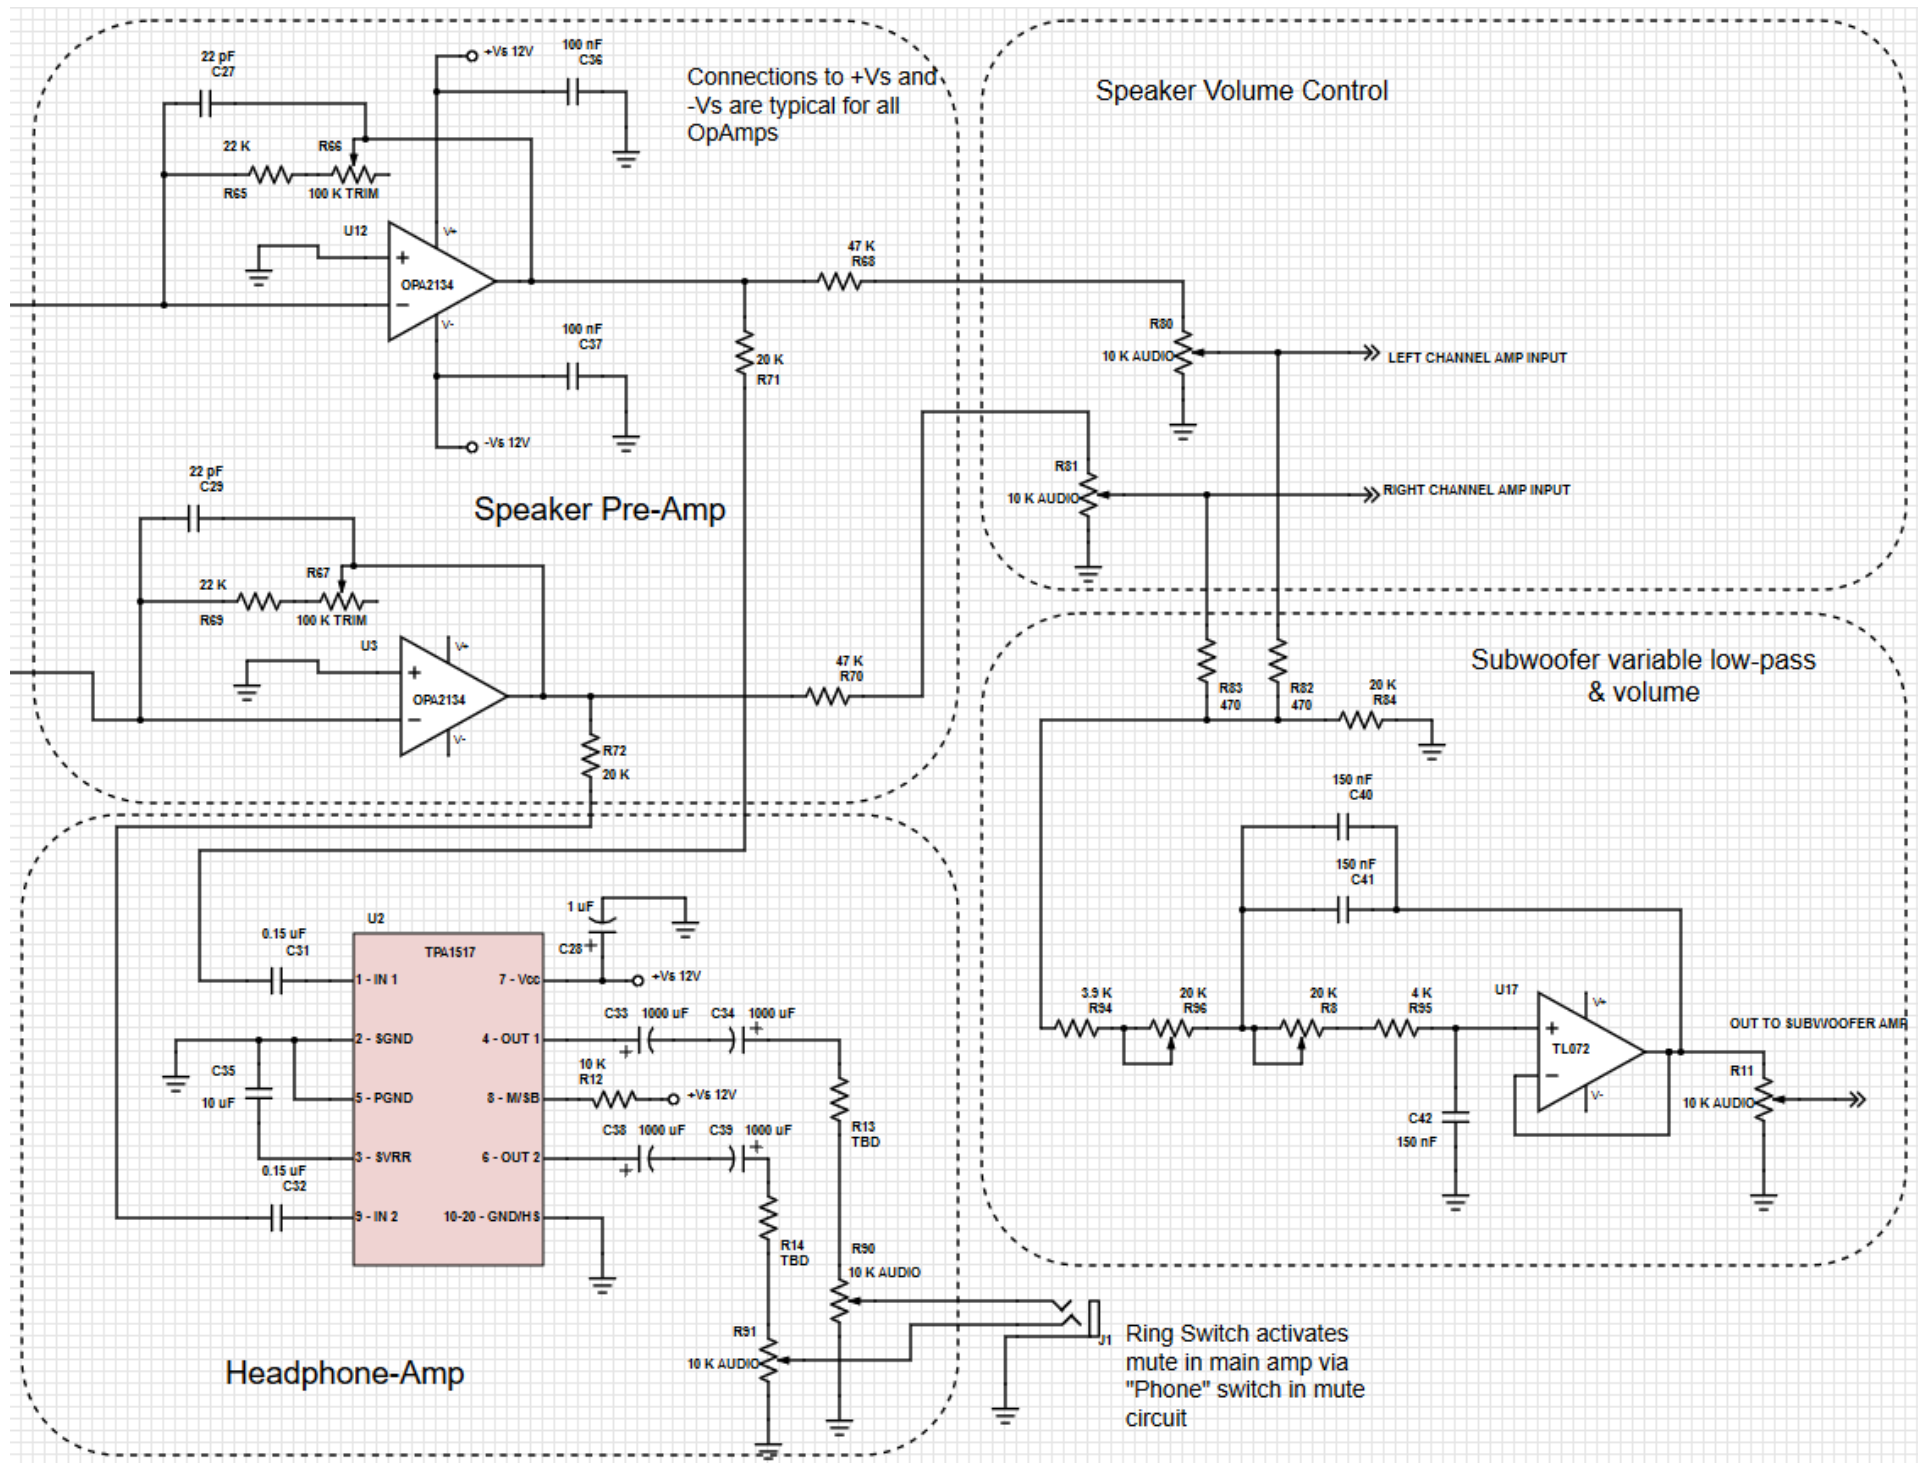 22 pF
C27
+Vs 12V
100 nF
C36
Connections to +Vs and
-Vs are typical for all
OpAmps
Speaker Volume Control
22 K
R66
R65
100 K TRIM
U12
V+
+
OPA2134
−
V-
47 K
R68
100 nF
C37
20 K
R71
R80
10 K AUDIO
LEFT CHANNEL AMP INPUT
-Vs 12V
22 pF
C29
Speaker Pre-Amp
R81
10 K AUDIO
RIGHT CHANNEL AMP INPUT
22 K
R67
R69
100 K TRIM
U3
V+
+
OPA2134
−
V-
47 K
R70
R72
20 K
Subwoofer variable low-pass
& volume
R83
470
R82
470
20 K
R84
150 nF
C40
150 nF
C41
U2
TPA1517
0.15 uF
C31
1 uF
C28
+
+Vs 12V
1 - IN 1
7 - Vcc
C33
1000 uF
C34
1000 uF
+
+
2 - SGND
4 - OUT 1
C35
10 uF
10 K
R12
+Vs 12V
5 - PGND
8 - M/SB
R13
TBD
C38
1000 uF
C39
1000 uF
+
+
3 - SVRR
6 - OUT 2
0.15 uF
C32
9 - IN 2
10-20 - GND/HS
R14
TBD
R90
10 K AUDIO
R91
10 K AUDIO
J1
Headphone-Amp
Ring Switch activates
mute in main amp via
"Phone" switch in mute
circuit
3.9 K
R94
20 K
R96
20 K
R8
4 K
R95
U17
V+
+
TL072
−
V-
OUT TO SUBWOOFER AMP
R11
10 K AUDIO
C42
150 nF